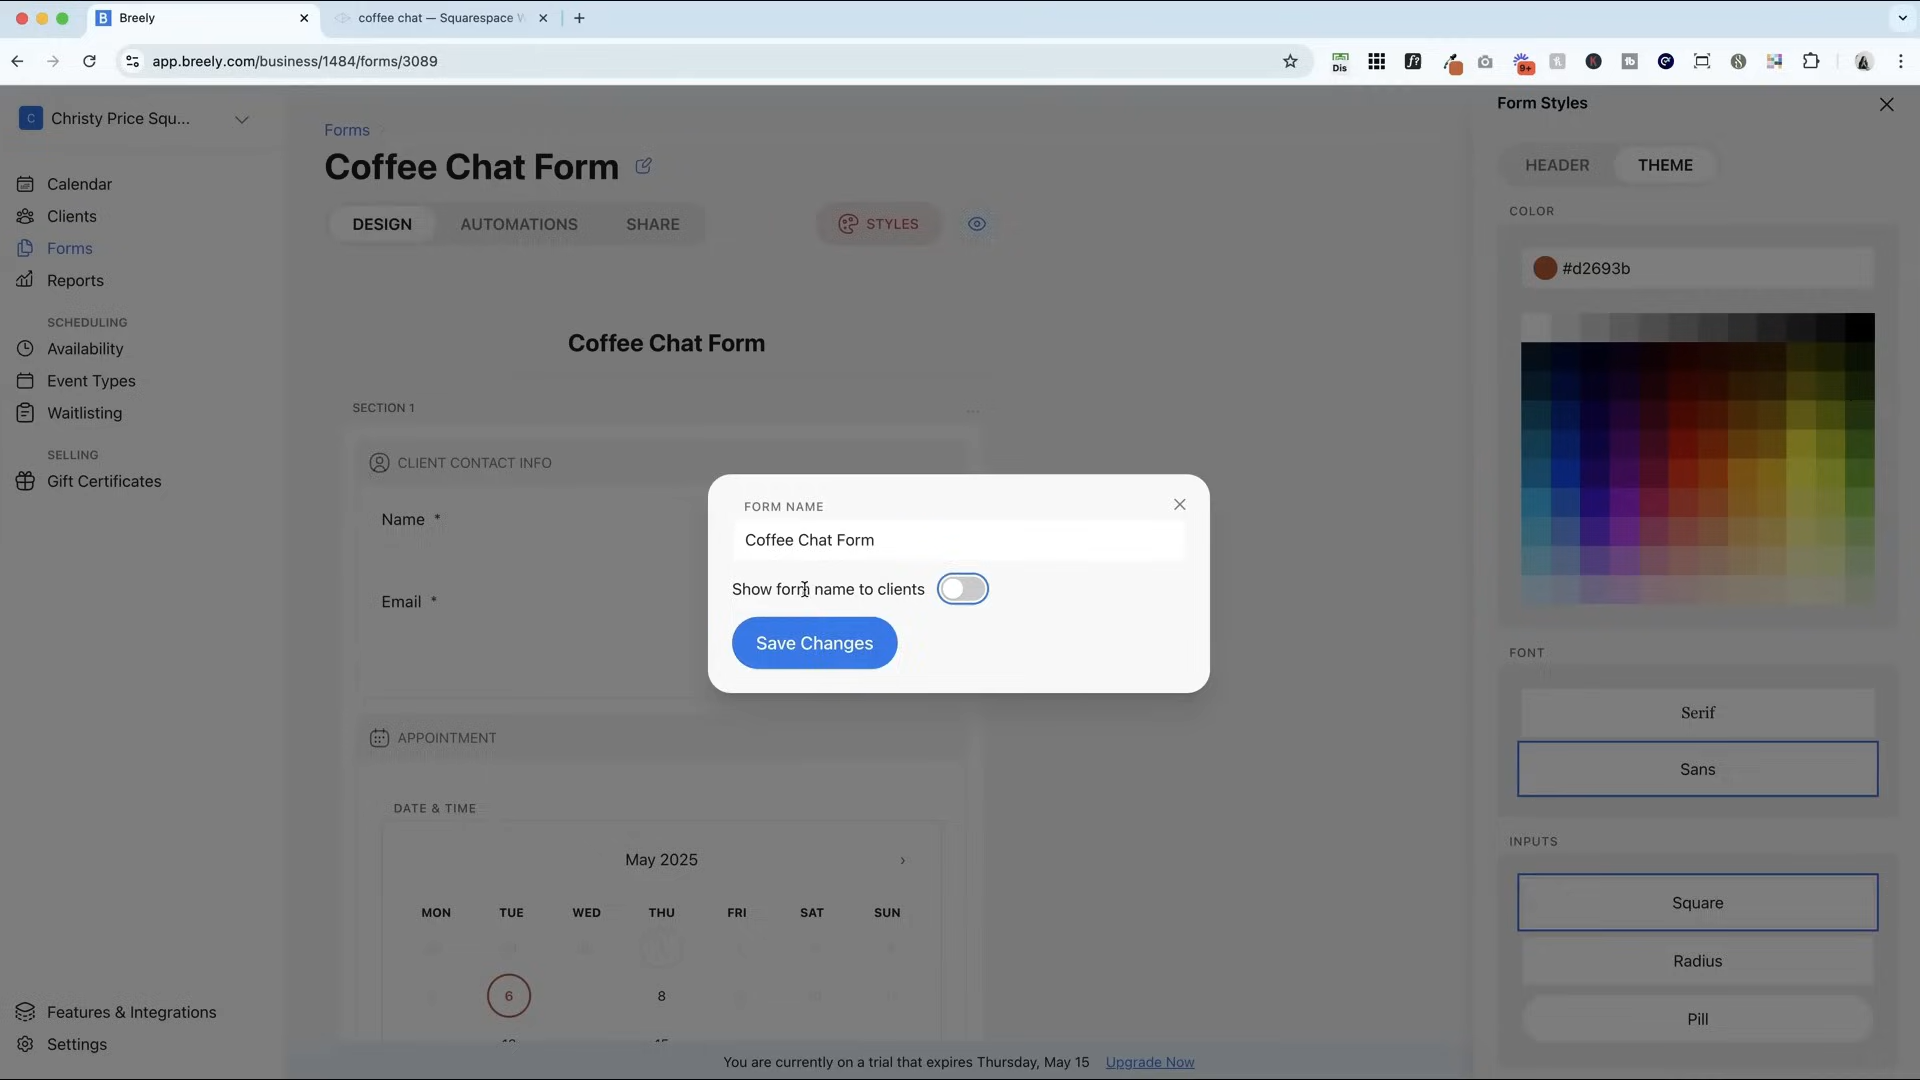 Breely
coffee chat — Squarespace W
app.breely.com/business/1484/forms/3089
Dis
9+
C
Christy Price Squ...
Calendar
Clients
Forms
Reports
SCHEDULING
Availability
Event Types
Waitlisting
SELLING
Gift Certificates
Features & Integrations
Settings
Forms
Coffee Chat Form
DESIGN
AUTOMATIONS
SHARE
STYLES
Coffee Chat Form
SECTION 1
...
CLIENT CONTACT INFO
Name *
Email *
FORM NAME
Coffee Chat Form
Show form name to clients
Save Changes
APPOINTMENT
DATE & TIME
May 2025
MON TUE WED THU FRI SAT SUN
6 8
You are currently on a trial that expires Thursday, May 15 Upgrade Now
Form Styles
HEADER
THEME
COLOR
#d2693b
FONT
Serif
Sans
INPUTS
Square
Radius
Pill